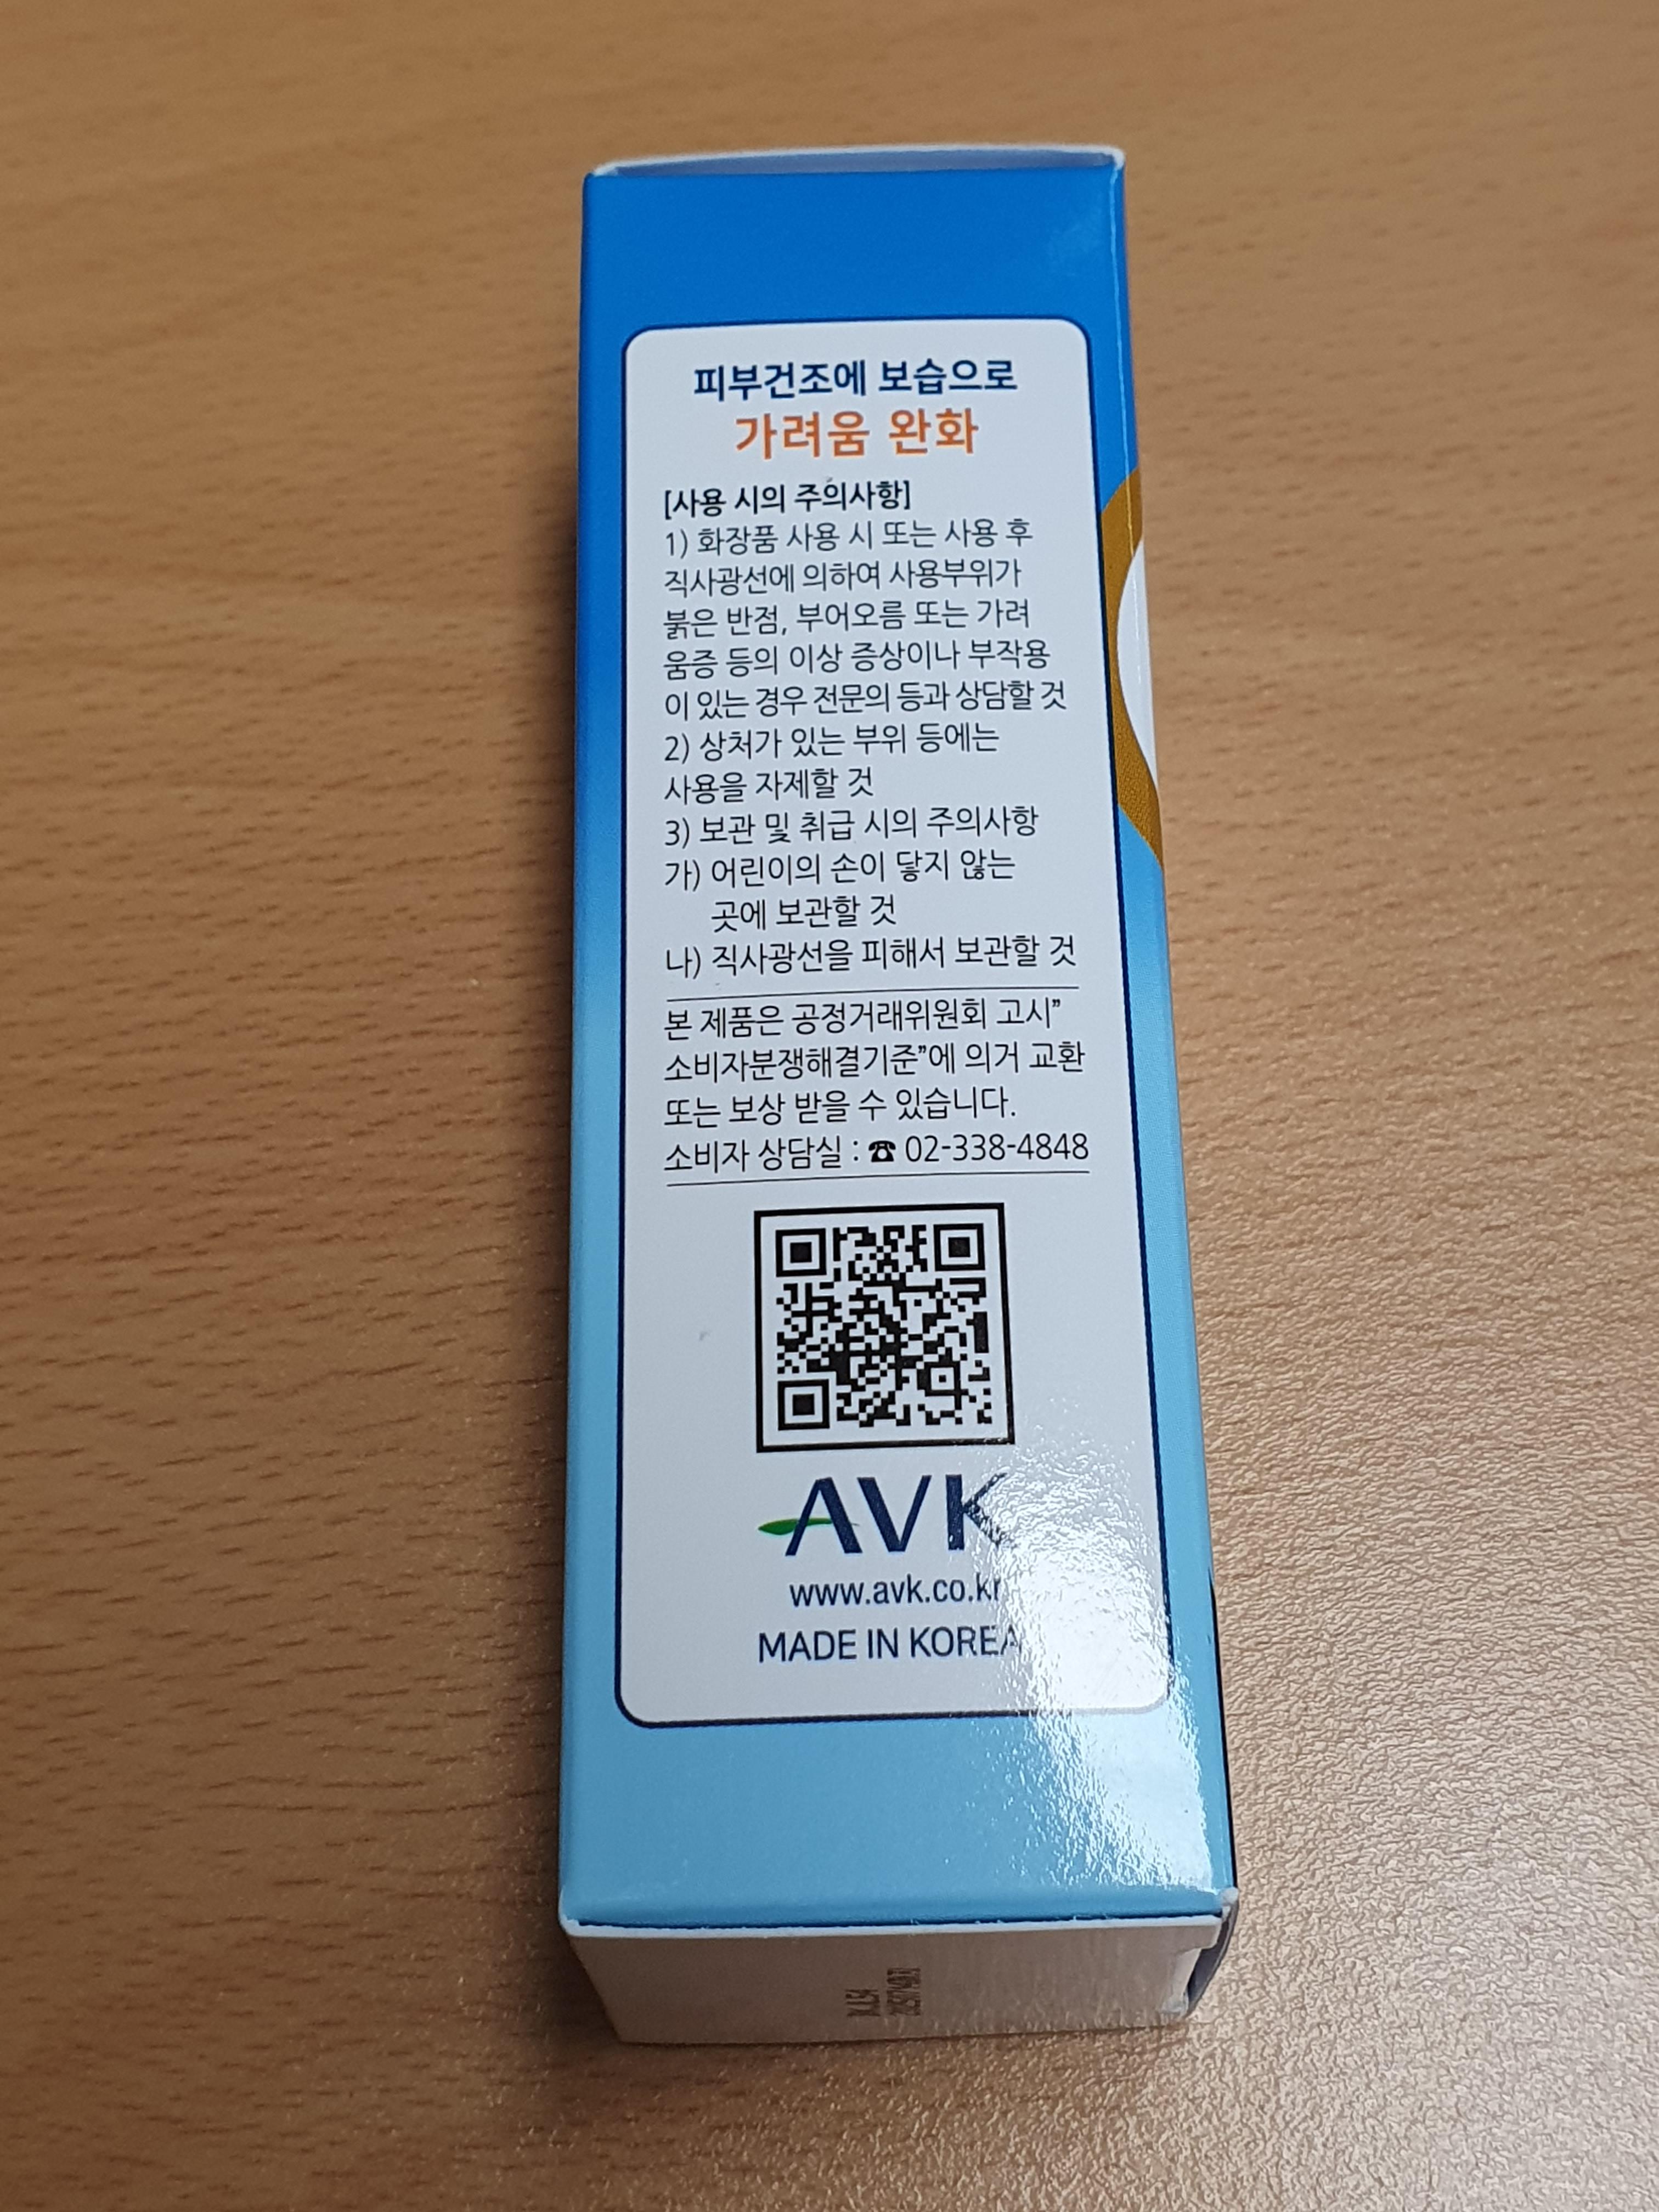 피부건조에 보습으로
가려움 완화
[사용 시의 주의사항]
1) 화장품 사용 시 또는 사용 후
직사광선에 의하여 사용부위가
붉은 반점, 부어오름 또는 가려
움증 등의 이상 증상이나 부작용
이 있는 경우 전문의 등과 상담할 것
2) 상처가 있는 부위 등에는
사용을 자제할 것
3) 보관 및 취급 시의 주의사항
가) 어린이의 손이 닿지 않는
곳에 보관할 것
나) 직사광선을 피해서 보관할 것
본 제품은 공정거래위원회 고시”
소비자분쟁해결기준”에 의거 교환
또는 보상 받을 수 있습니다.
소비자 상담실 : ☎ 02-338-4848
AVK
www.avk.co.kr
MADE IN KOREA